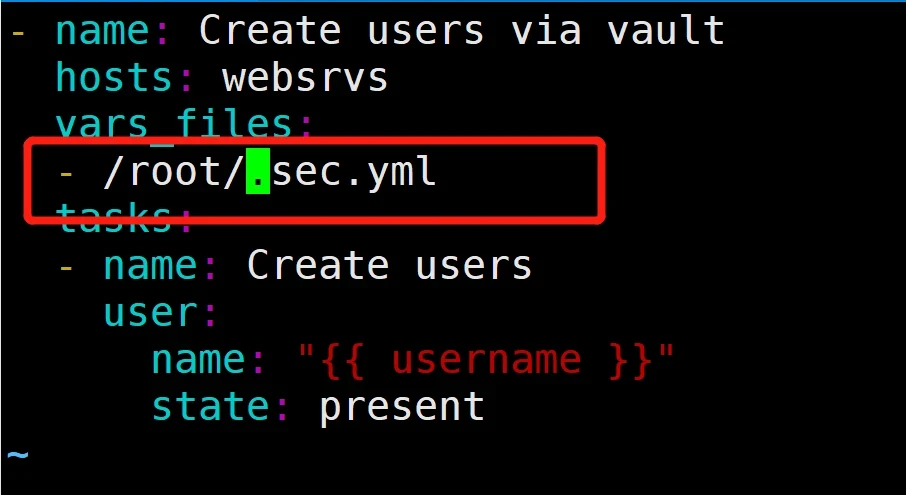 - name: Create users via vault
  hosts: websrvs
  vars_files:
  - /root/.sec.yml
  tasks:
  - name: Create users
    user:
      name: "{{ username }}"
      state: present
~